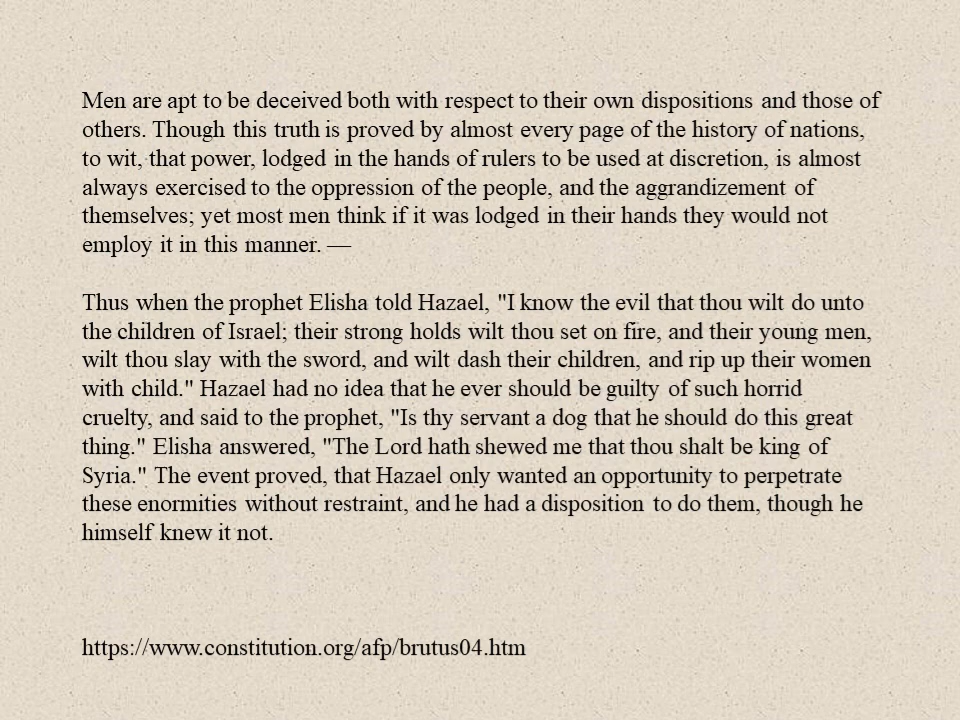 Men are apt to be deceived both with respect to their own dispositions and those of
others. Though this truth is proved by almost every page of the history of nations,
to wit, that power, lodged in the hands of rulers to be used at discretion, is almost
always exercised to the oppression of the people, and the aggrandizement of
themselves; yet most men think if it was lodged in their hands they would not
employ it in this manner. —
Thus when the prophet Elisha told Hazael, "I know the evil that thou wilt do unto
the children of Israel; their strong holds wilt thou set on fire, and their young men,
wilt thou slay with the sword, and wilt dash their children, and rip up their women
with child." Hazael had no idea that he ever should be guilty of such horrid
cruelty, and said to the prophet, "Is thy servant a dog that he should do this great
thing." Elisha answered, "The Lord hath shewed me that thou shalt be king of
Syria." The event proved, that Hazael only wanted an opportunity to perpetrate
these enormities without restraint, and he had a disposition to do them, though he
himself knew it not.
https://www.constitution.org/afp/brutus04.htm